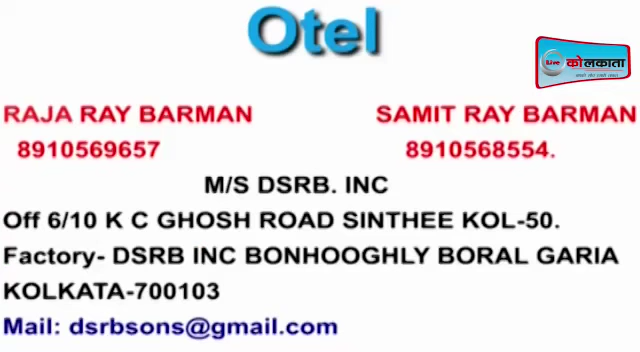 Otel
Live कोलकाता
RAJA RAY BARMAN
SAMIT RAY BARMAN
8910569657
8910568554.
M/S DSRB. INC
Off 6/10 K C GHOSH ROAD SINTHEE KOL-50.
Factory- DSRB INC BONHOOGHLY BORAL GARIA
KOLKATA-700103
Mail: dsrbsons@gmail.com